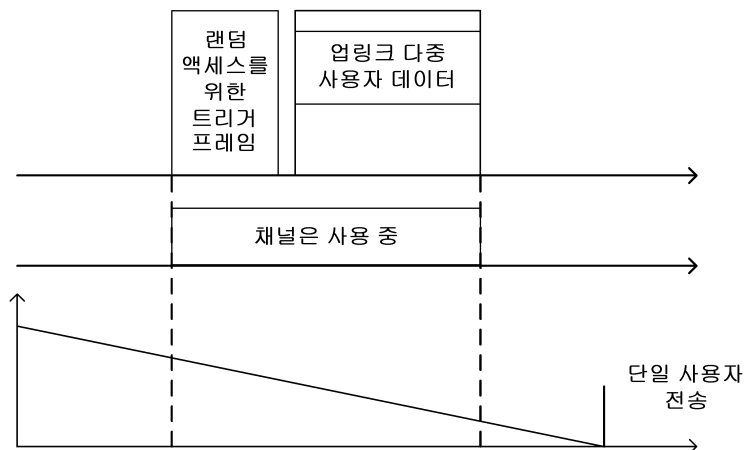 랜덤
액세스를
위한
트리거
프레임
업링크 다중
사용자 데이터
채널은 사용 중
단일 사용자
전송